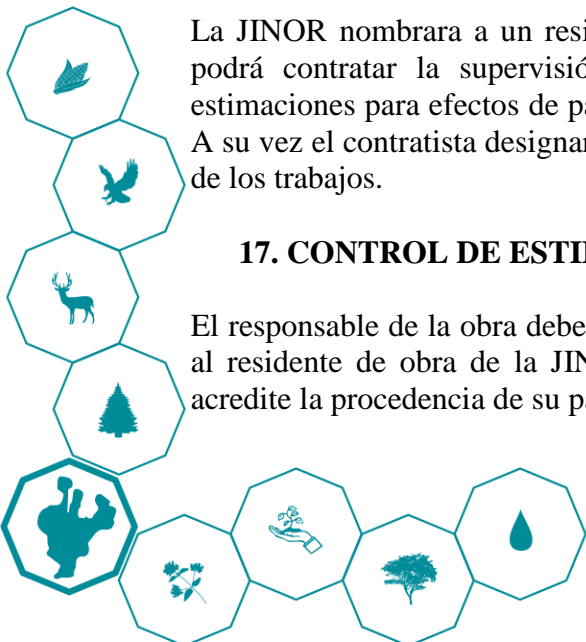 La JINOR nombrara a un resi
podrá contratar la supervisió
estimaciones para efectos de pa
A su vez el contratista designar
de los trabajos.
17. CONTROL DE ESTI
El responsable de la obra debe
al residente de obra de la JIN
acredite la procedencia de su pa